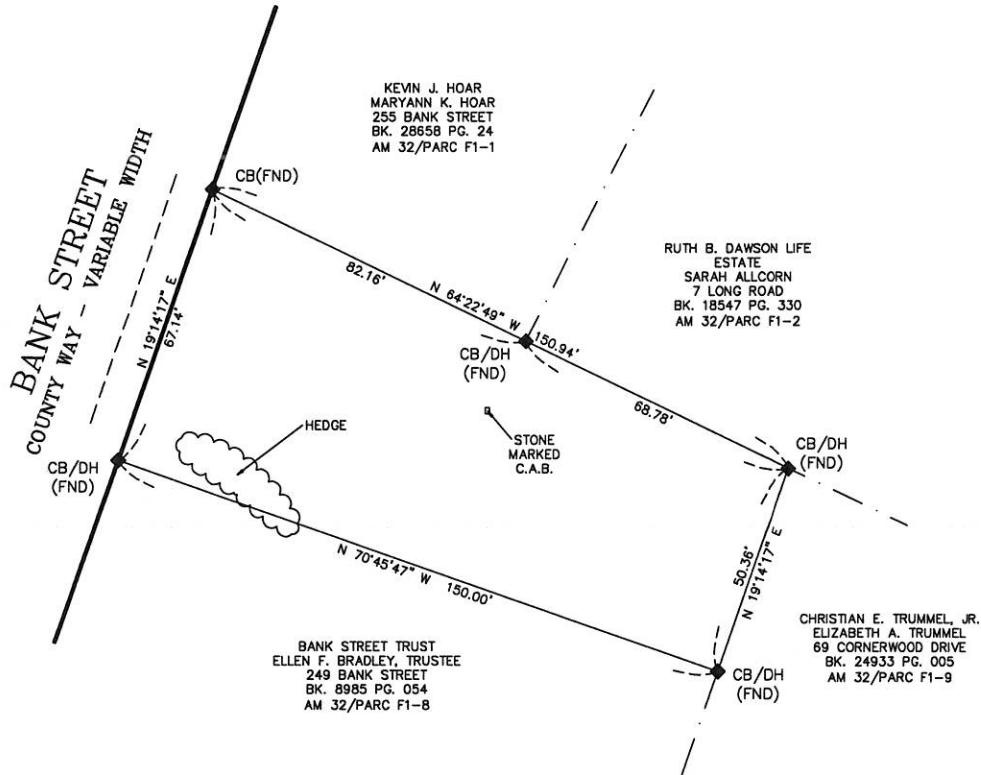 KEVIN J. HOAR
MARYANN K. HOAR
255 BANK STREET
BK. 28658 PG. 24
AM 32/PARC F1-1
CB(FND)
BANK STREET
COUNTY WAY - VARIABLE WIDTH
N 19°14'17" E
67.14'
82.16'
N 64°22'49" W
150.94'
RUTH B. DAWSON LIFE
ESTATE
SARAH ALLCORN
7 LONG ROAD
BK. 18547 PG. 330
AM 32/PARC F1-2
CB/DH
(FND)
68.78'
HEDGE
STONE
MARKED
C.A.B.
CB/DH
(FND)
CB/DH
(FND)
50.36'
N 19°14'17" E
N 70°45'47" W 150.00'
CHRISTIAN E. TRUMMEL, JR.
ELIZABETH A. TRUMMEL
69 CORNERWOOD DRIVE
BK. 24933 PG. 005
AM 32/PARC F1-9
BANK STREET TRUST
ELLEN F. BRADLEY, TRUSTEE
249 BANK STREET
BK. 8985 PG. 054
AM 32/PARC F1-8
CB/DH
(FND)